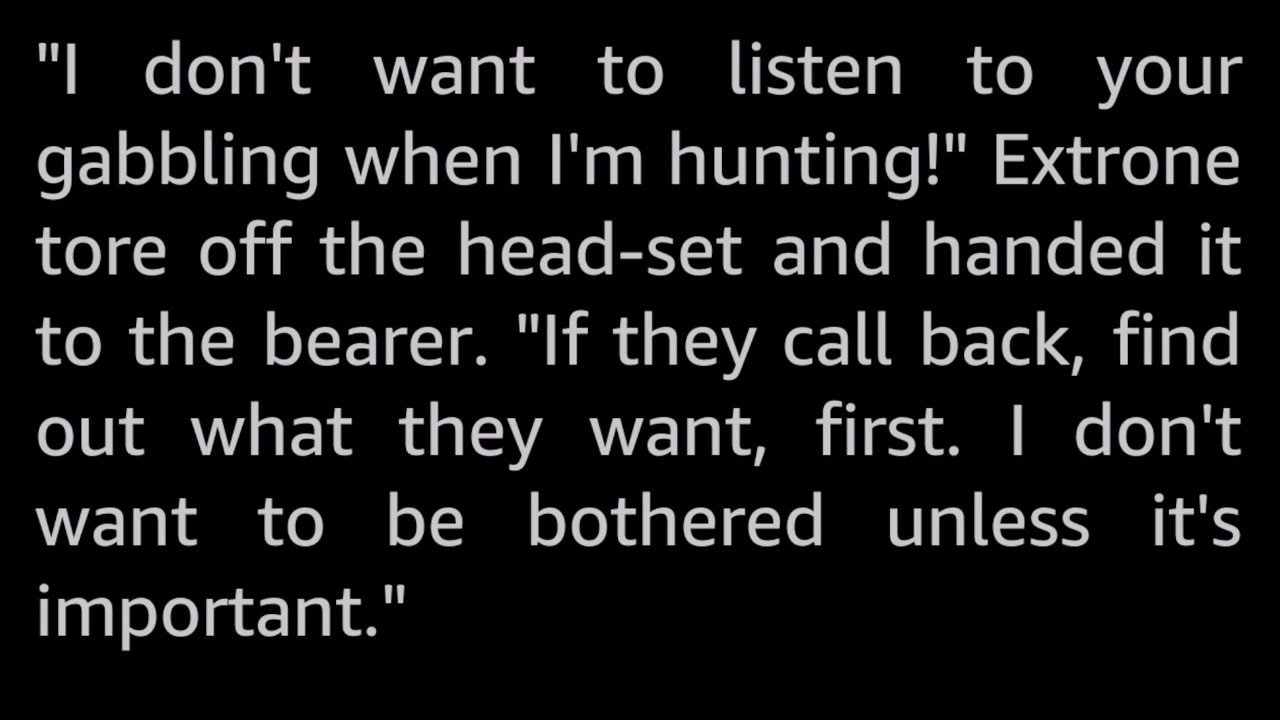 "I don't want to listen to your
gabbling when I'm hunting!" Extrone
tore off the head-set and handed it
to the bearer. "If they call back, find
out what they want, first. I don't
want to be bothered unless it's
important."